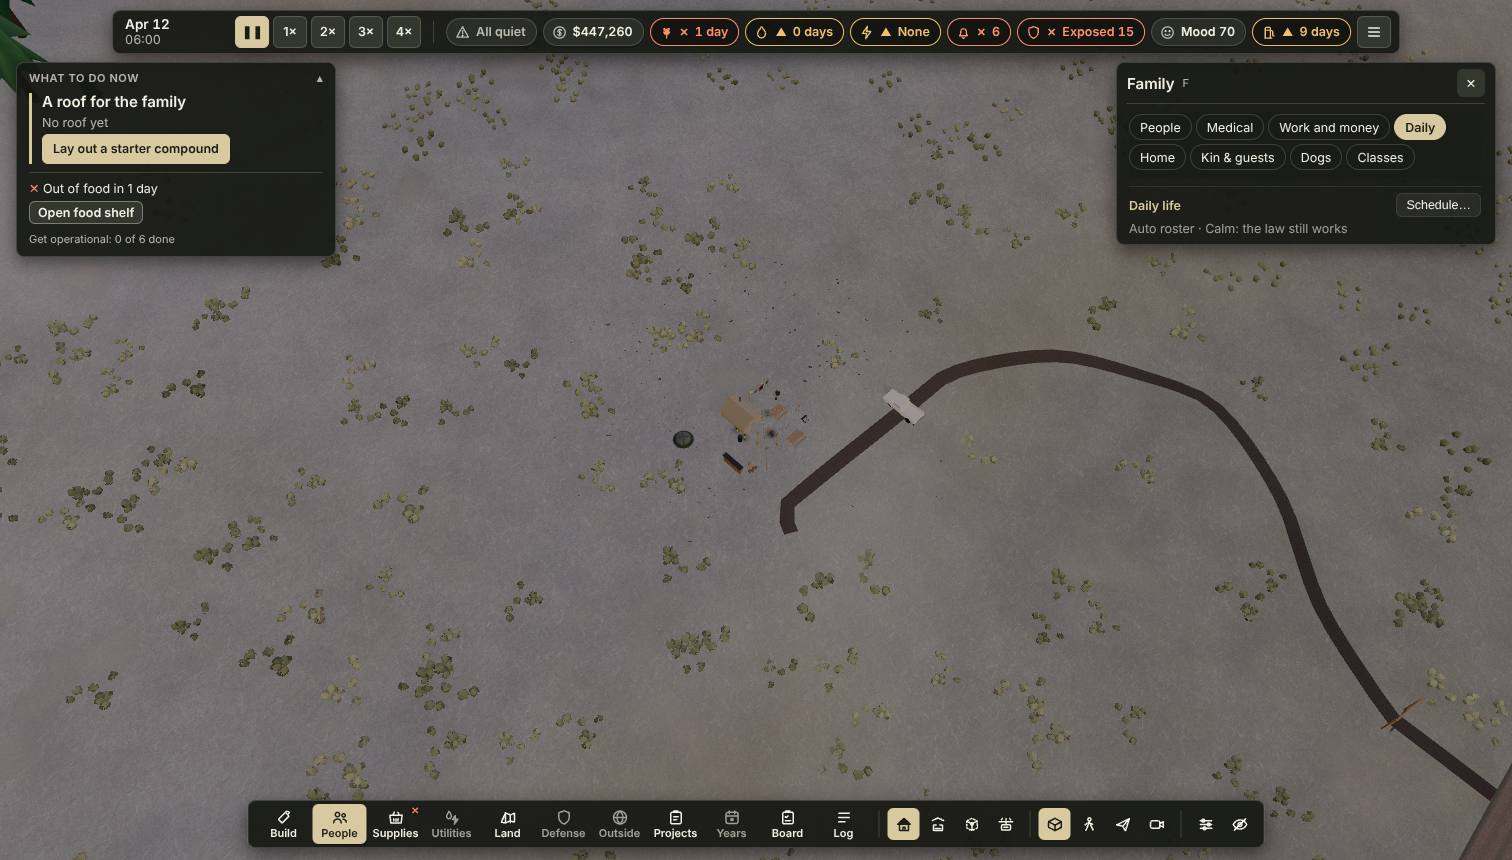 Apr 12
06:00
1×
2×
3×
4×
All quiet
$447,260
× 1 day
▲ 0 days
▲ None
× 6
× Exposed 15
Mood 70
▲ 9 days
WHAT TO DO NOW
A roof for the family
No roof yet
Lay out a starter compound
× Out of food in 1 day
Open food shelf
Get operational: 0 of 6 done
Family F
People
Medical
Work and money
Daily
Home
Kin & guests
Dogs
Classes
Daily life
Schedule...
Auto roster · Calm: the law still works
Build
People
Supplies
Utilities
Land
Defense
Outside
Projects
Years
Board
Log